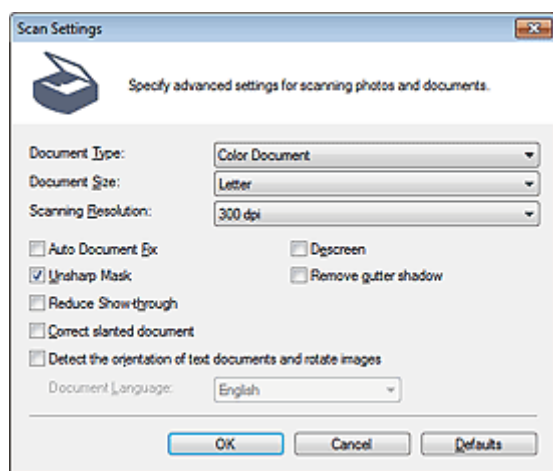 Scan Settings
Specify advanced settings for scanning photos and documents.
Document Type: Color Document
Document Size: Letter
Scanning Resolution: 300 dpi
Auto Document Fix Descreen
Unsharp Mask Remove gutter shadow
Reduce Show-through
Correct slanted document
Detect the orientation of text documents and rotate images
Document Language: English
OK Cancel Defaults